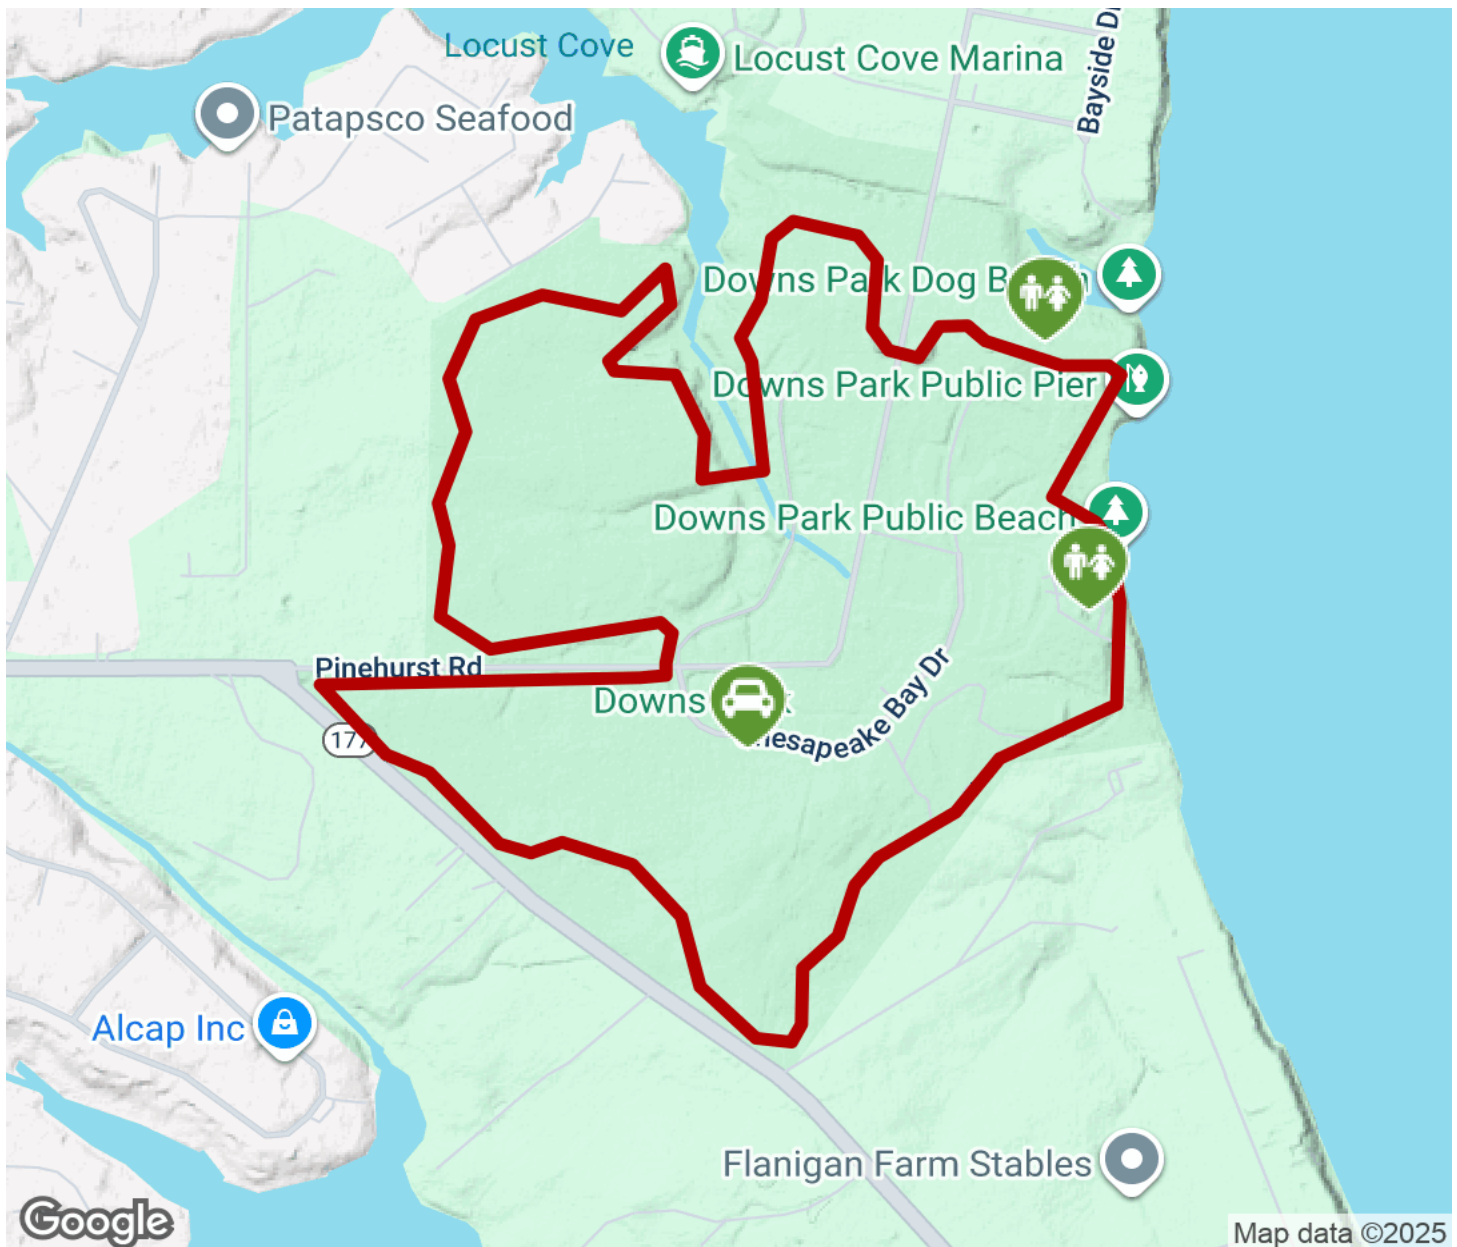 Locust Cove
Locust Cove Marina
Bayside
Patapsco Seafood
Downs Park Dog
Downs Park Public Pier
Downs Park Public Beach
Pinehurst Rd
Downs
177
Bay Dr
Alcap Inc
Flanigan Farm Stables
Google
Map data ©2025